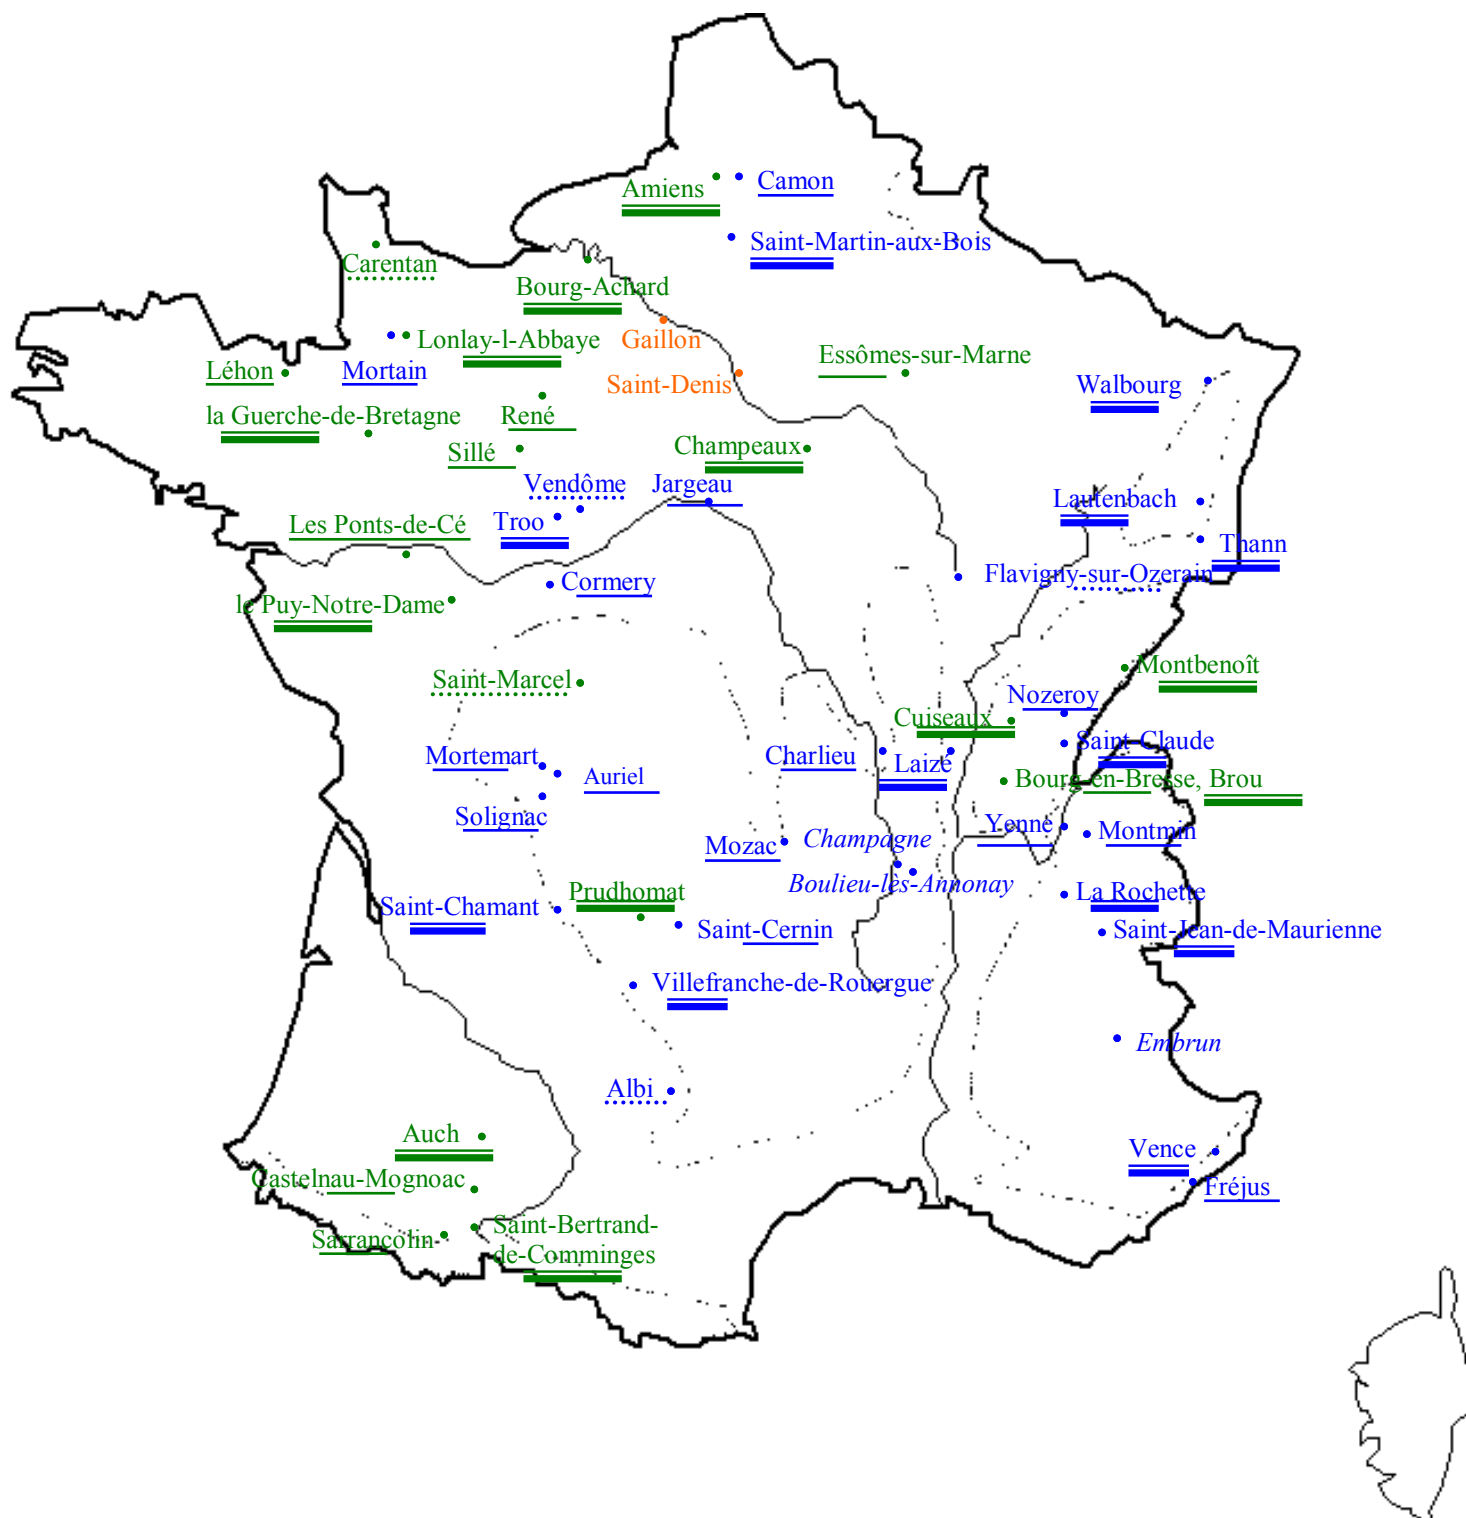 Camon
Amiens
Saint-Martin-aux-Bois
Carentan
Bourg-Achard
Gaillon
Lonlay-l-Abbaye
Essômes-sur-Marne
Léhon
Mortain
Saint-Denis
Walbourg
la Guerche-de-Bretagne
René
Sillé
Champeaux
Vendôme
Jargeau
Lautenbach
Les Ponts-de-Cé
Troo
Thann
Cormery
Flavigny-sur-Ozerain
le Puy-Notre-Dame
Montbenoît
Saint-Marcel
Nozeroy
Cuiseaux
Saint-Claude
Mortemart
Charlieu
Laizé
Auriel
Bourg-en-Bresse, Brou
Solignac
Yenne
Montmin
Mozac
Champagne
Boulieu-lès-Annonay
Prudhomat
La Rochette
Saint-Chamant
Saint-Cernin
Saint-Jean-de-Maurienne
Villefranche-de-Rouergue
Embrun
Albi
Auch
Vence
Castelnau-Mognoac
Fréjus
Sarrancolin
Saint-Bertrand-
de-Comminges